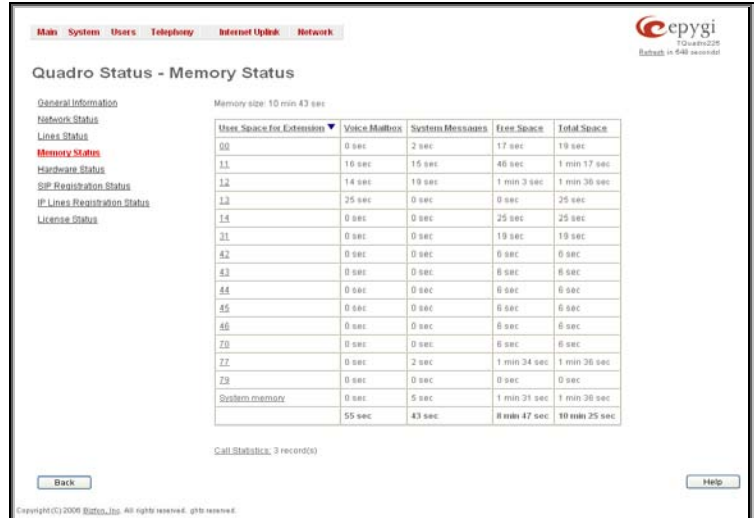 Main System Users Telephony Internet Uplink Network
epygi
TQuadro225
Refresh in 548 seconds!
Quadro Status - Memory Status
General Information
Network Status
Lines Status
Memory Status
Hardware Status
SIP Registration Status
IP Lines Registration Status
License Status
Memory size: 10 min 43 sec
User Space for Extension Voice Mailbox System Messages Free Space Total Space
00 0 sec 2 sec 17 sec 19 sec
11 16 sec 15 sec 46 sec 1 min 17 sec
12 14 sec 19 sec 1 min 3 sec 1 min 36 sec
13 25 sec 0 sec 0 sec 25 sec
14 0 sec 0 sec 25 sec 25 sec
31 0 sec 0 sec 19 sec 19 sec
42 0 sec 0 sec 6 sec 6 sec
43 0 sec 0 sec 6 sec 6 sec
44 0 sec 0 sec 6 sec 6 sec
45 0 sec 0 sec 6 sec 6 sec
46 0 sec 0 sec 6 sec 6 sec
70 0 sec 0 sec 6 sec 6 sec
77 0 sec 2 sec 1 min 34 sec 1 min 36 sec
79 0 sec 0 sec 0 sec 0 sec
System memory 0 sec 5 sec 1 min 31 sec 1 min 36 sec
55 sec 43 sec 8 min 47 sec 10 min 25 sec
Call Statistics: 3 record(s)
Back
Help
Copyright (C) 2006 Inc. All rights reserved. ghts reserved.